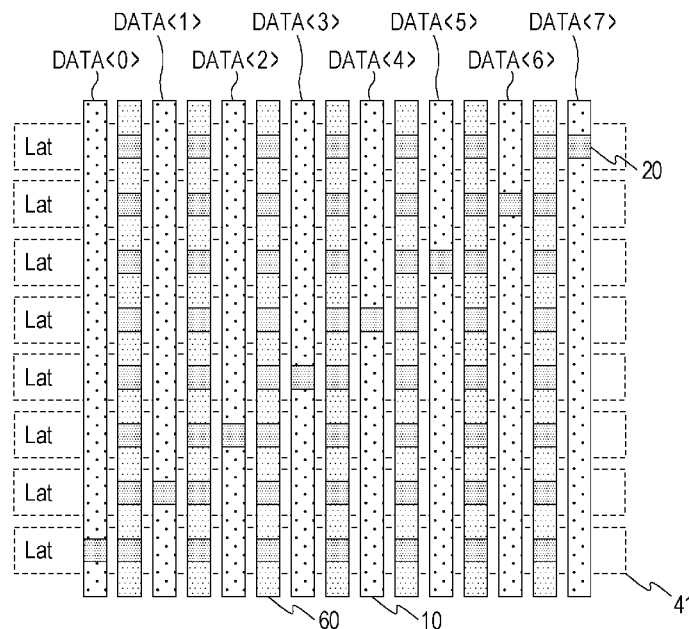 DATA<1> DATA<3> DATA<5> DATA<7>
DATA<0> DATA<2> DATA<4> DATA<6>
Lat
20
Lat
Lat
Lat
Lat
Lat
Lat
Lat
41
60 10